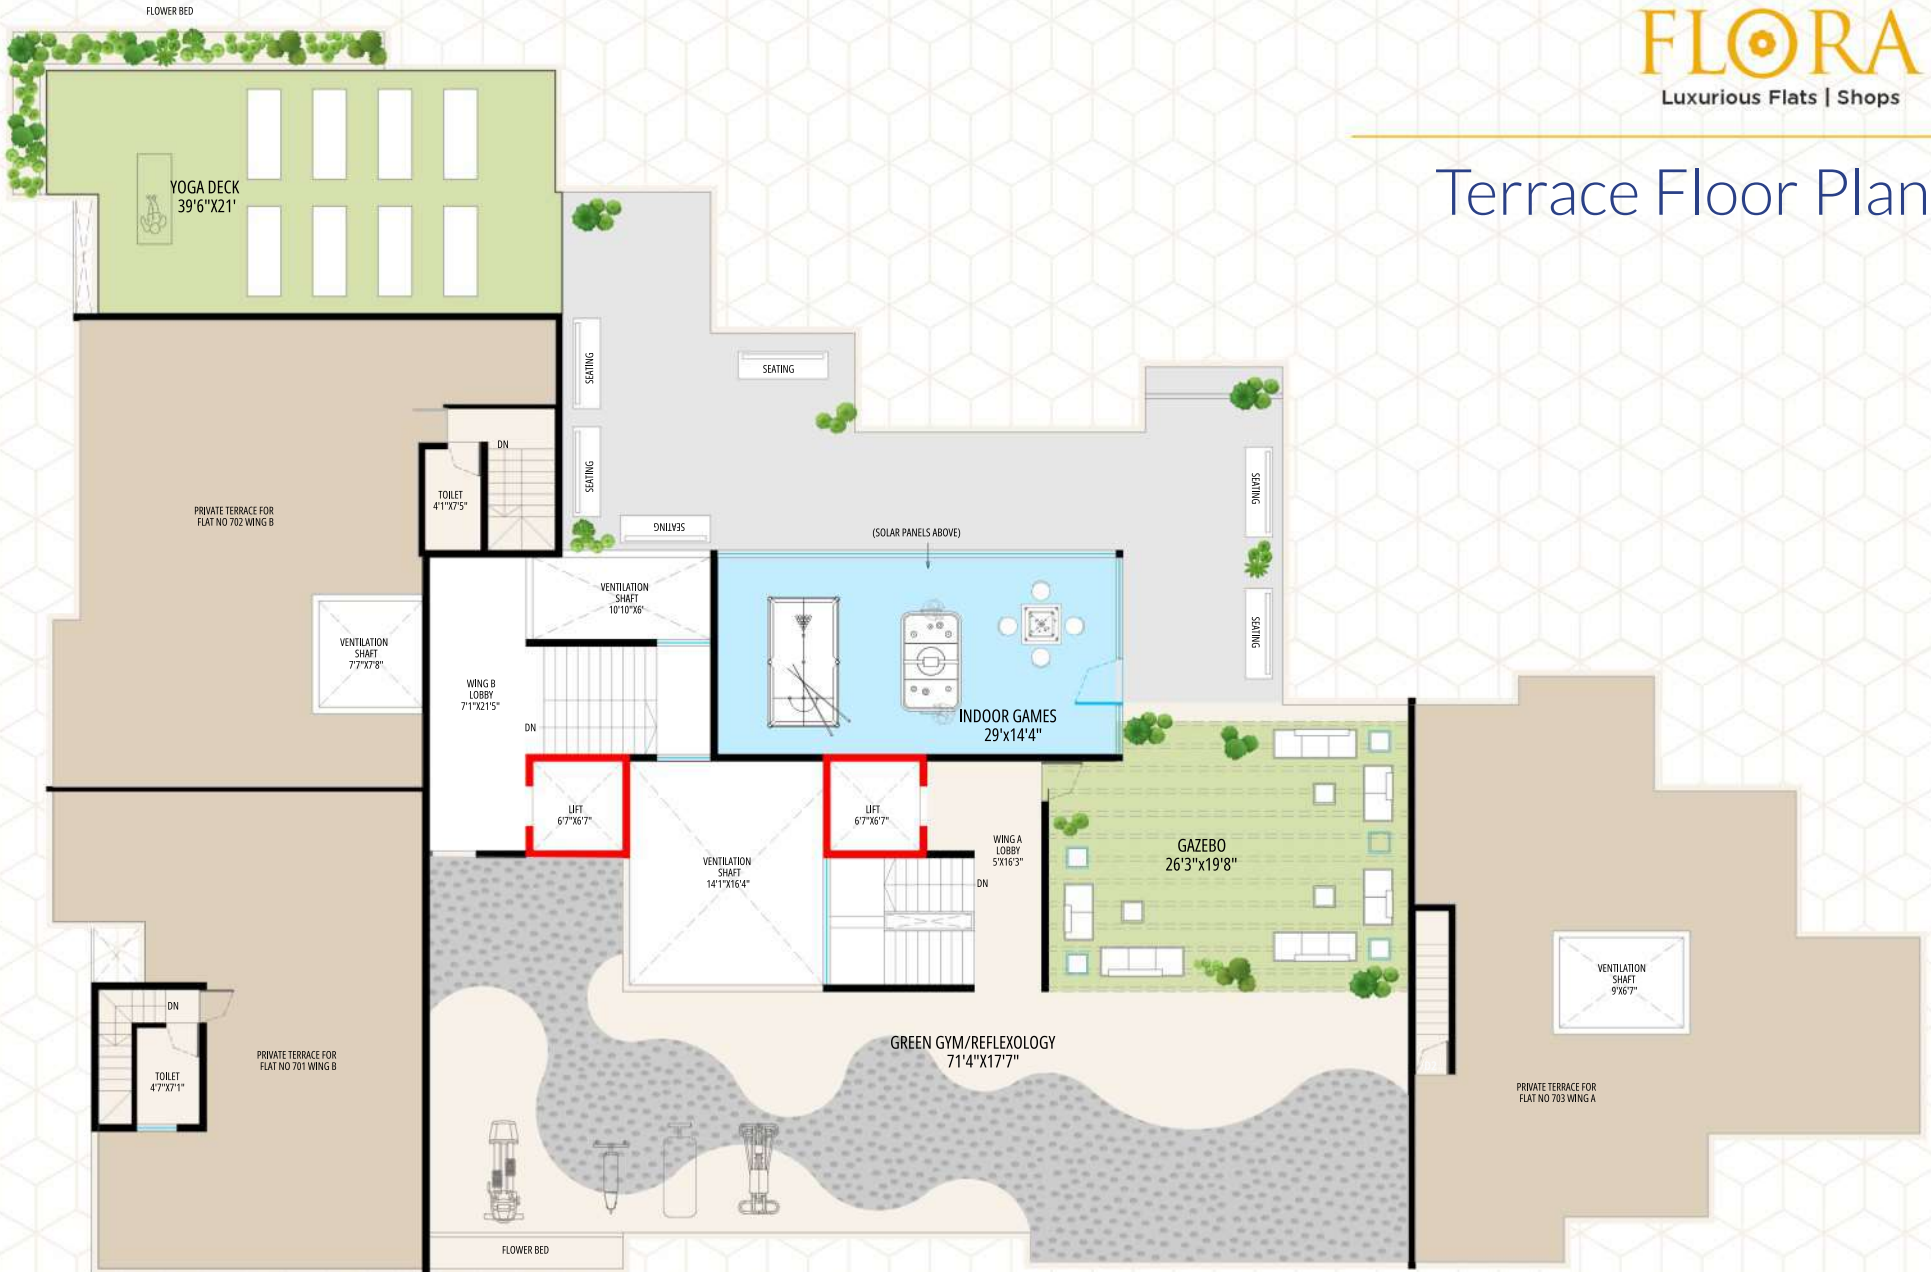 FLOWER BED
FLORA
Luxurious Flats | Shops
Terrace Floor Plan
YOGA DECK
39'6"X21'
SEATING
SEATING
SEATING
SEATING
SEATING
SEATING
DN
TOILET
4'1"X7'5"
PRIVATE TERRACE FOR
FLAT NO 702 WING B
(SOLAR PANELS ABOVE)
VENTILATION
SHAFT
10'10"X6'
VENTILATION
SHAFT
7'7"X7'8"
WING B
LOBBY
7'1"X21'5"
DN
INDOOR GAMES
29'x14'4"
LIFT
6'7"X6'7"
LIFT
6'7"X6'7"
VENTILATION
SHAFT
14'1"X16'4"
WING A
LOBBY
5'X16'3"
DN
GAZEBO
26'3"x19'8"
VENTILATION
SHAFT
9'X6'7"
DN
TOILET
4'7"X7'1"
PRIVATE TERRACE FOR
FLAT NO 701 WING B
GREEN GYM/REFLEXOLOGY
71'4"X17'7"
PRIVATE TERRACE FOR
FLAT NO 703 WING A
FLOWER BED